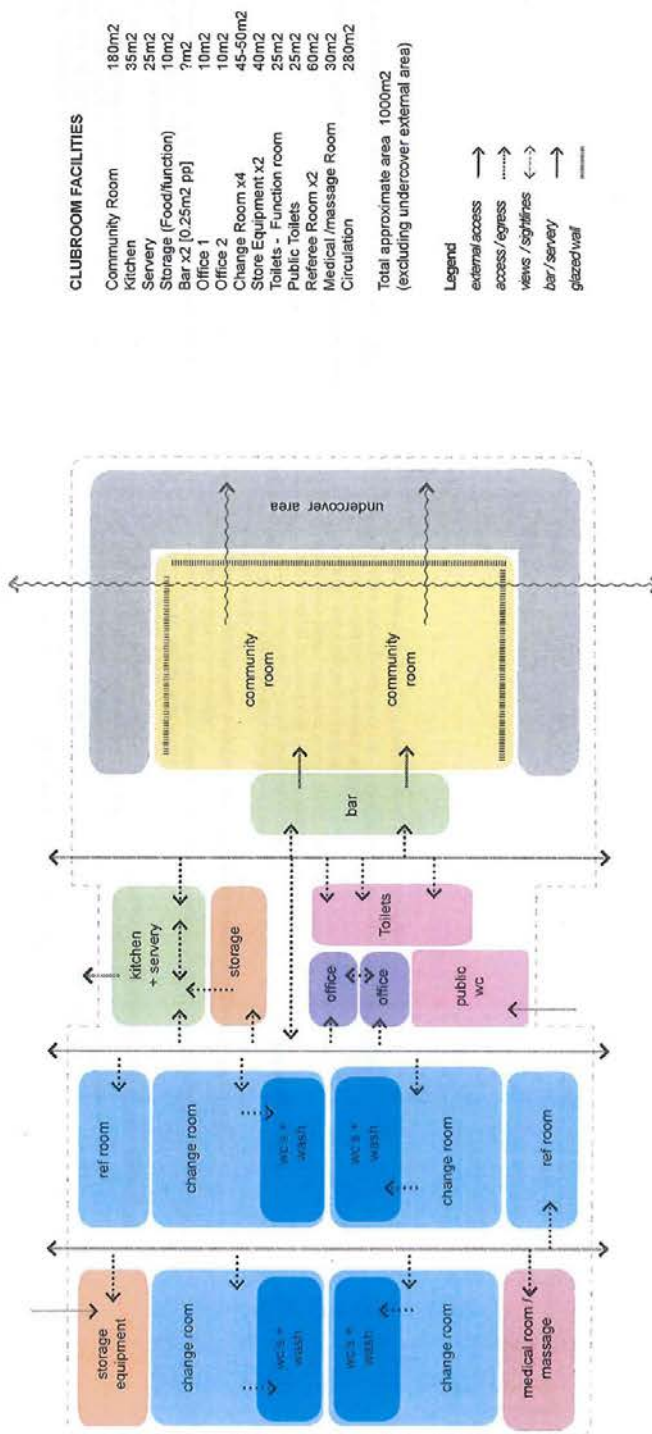 CLUBROOM FACILITIES
Community Room 180m2
Kitchen 35m2
Servery 25m2
Storage (Food/function) 10m2
Bar x2 [0.25m2 pp] ?m2
Office 1 10m2
Office 2 10m2
Change Room x4 45-50m2
Store Equipment x2 40m2
Toilets - Function room 25m2
Public Toilets 25m2
Referee Room x2 60m2
Medical /massage Room 30m2
Circulation 280m2
Total approximate area 1000m2
(excluding undercover external area)
Legend
external access
access / egress
views / sightlines
bar / servery
glazed wall
undercover area
community
room
community
room
bar
kitchen
+ servery
storage
office
office
Toilets
public
wc
ref room
change room
wc's +
wash
wc's +
wash
change room
ref room
storage
equipment
change room
wc's +
wash
wc's +
wash
change room
medical room /
massage